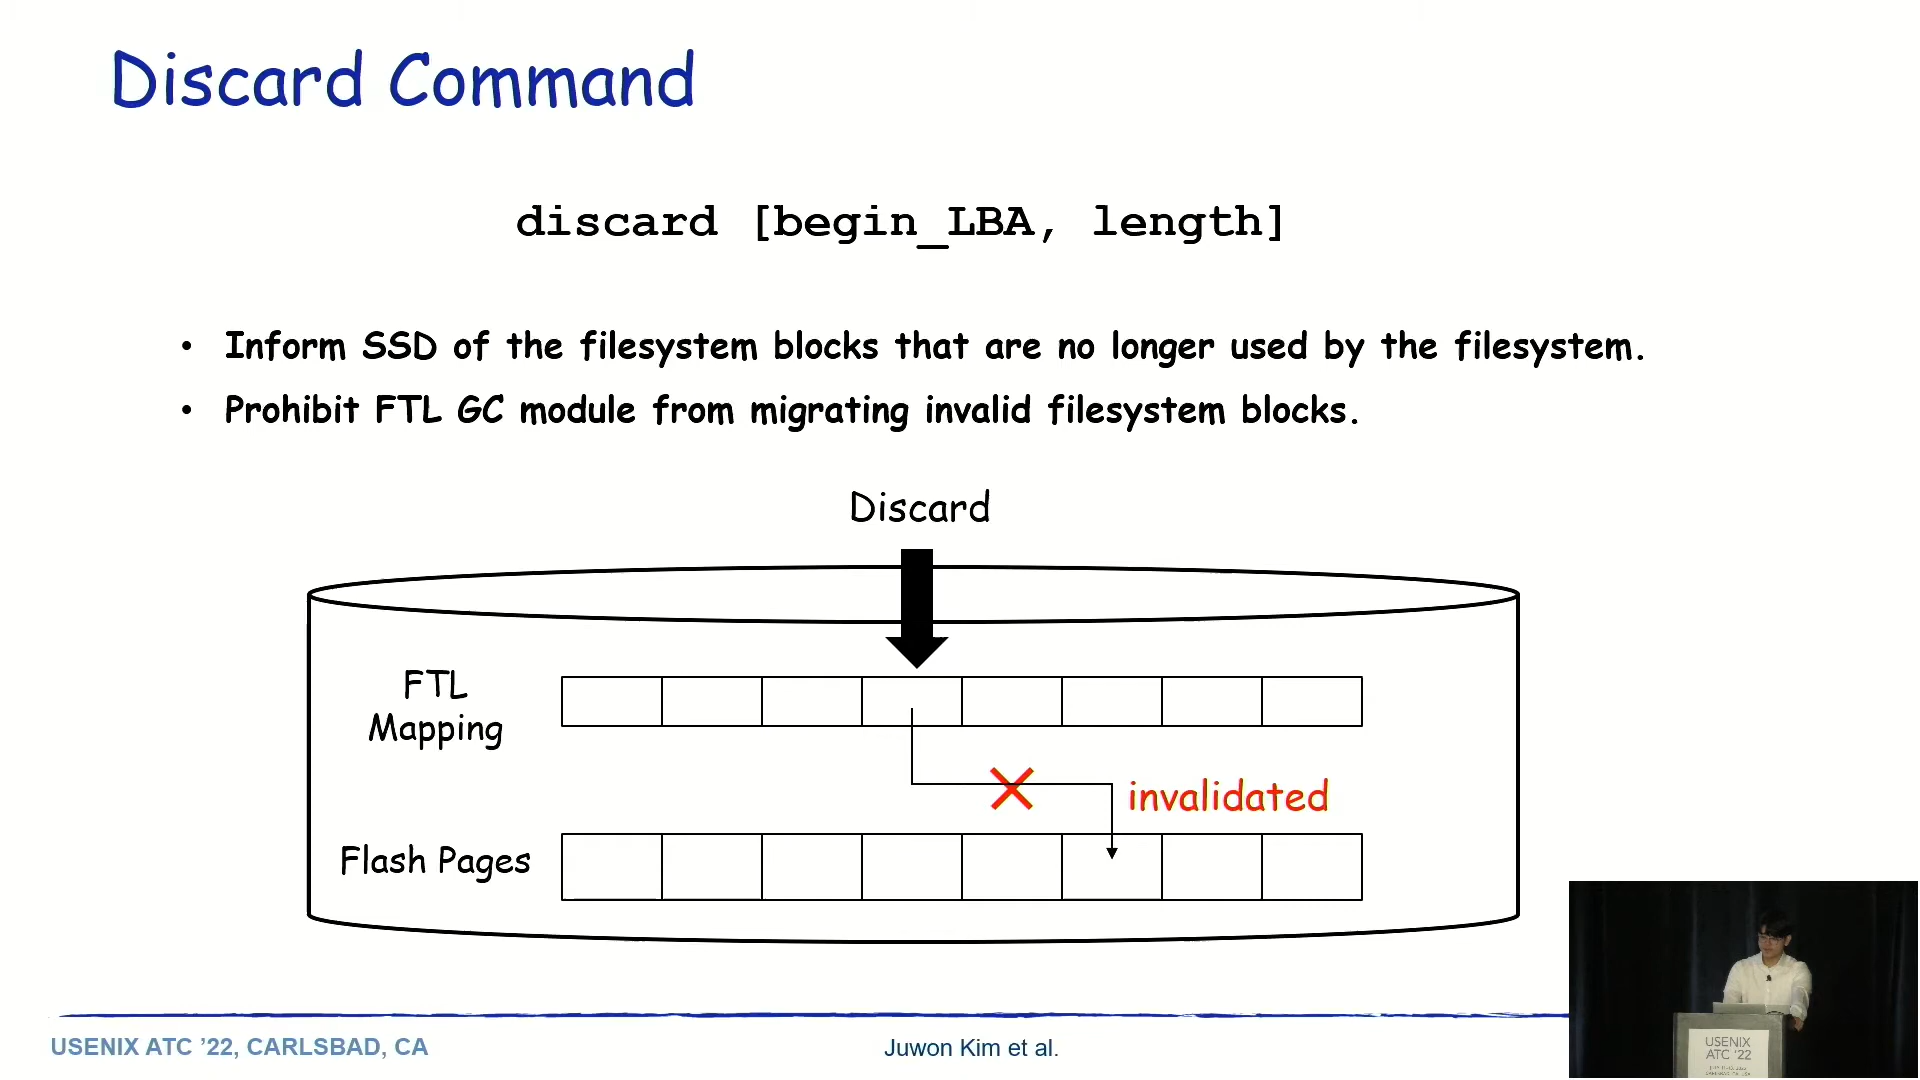 Discard Command
discard [begin_LBA, length]
• Inform SSD of the filesystem blocks that are no longer used by the filesystem.
• Prohibit FTL GC module from migrating invalid filesystem blocks.
Discard
FTL
Mapping
invalidated
Flash Pages
USENIX ATC ’22, CARLSBAD, CA
Juwon Kim et al.
USENIX
ATC ’22